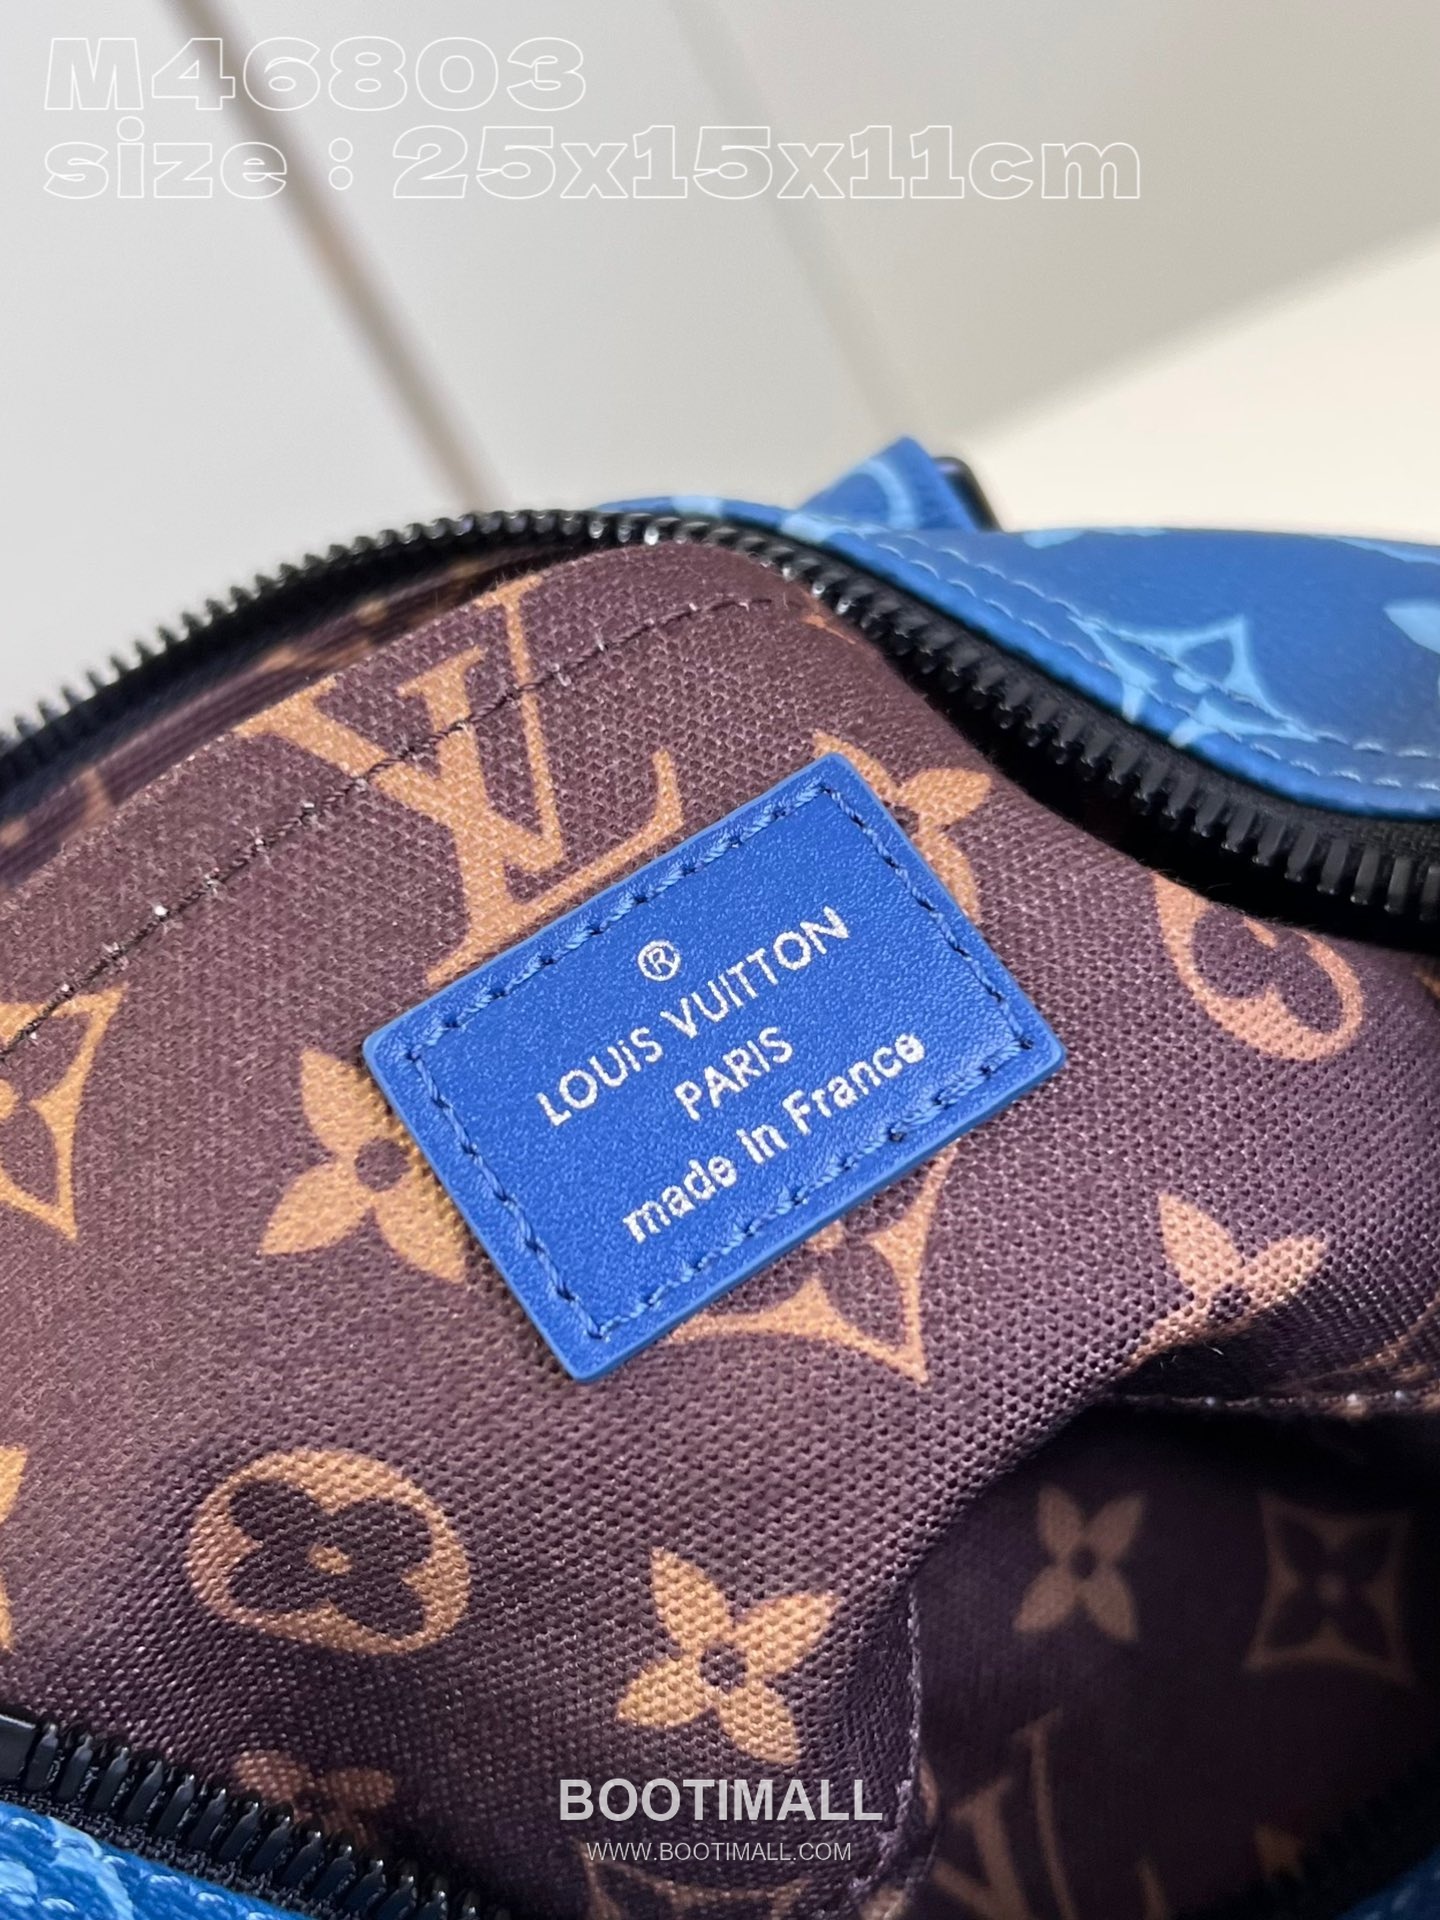 M46803
size : 25x15x11cm
®
LOUiS VUITTON
PARIS
made in France
BOOTIMALL
WWW.BOOTIMALL.COM